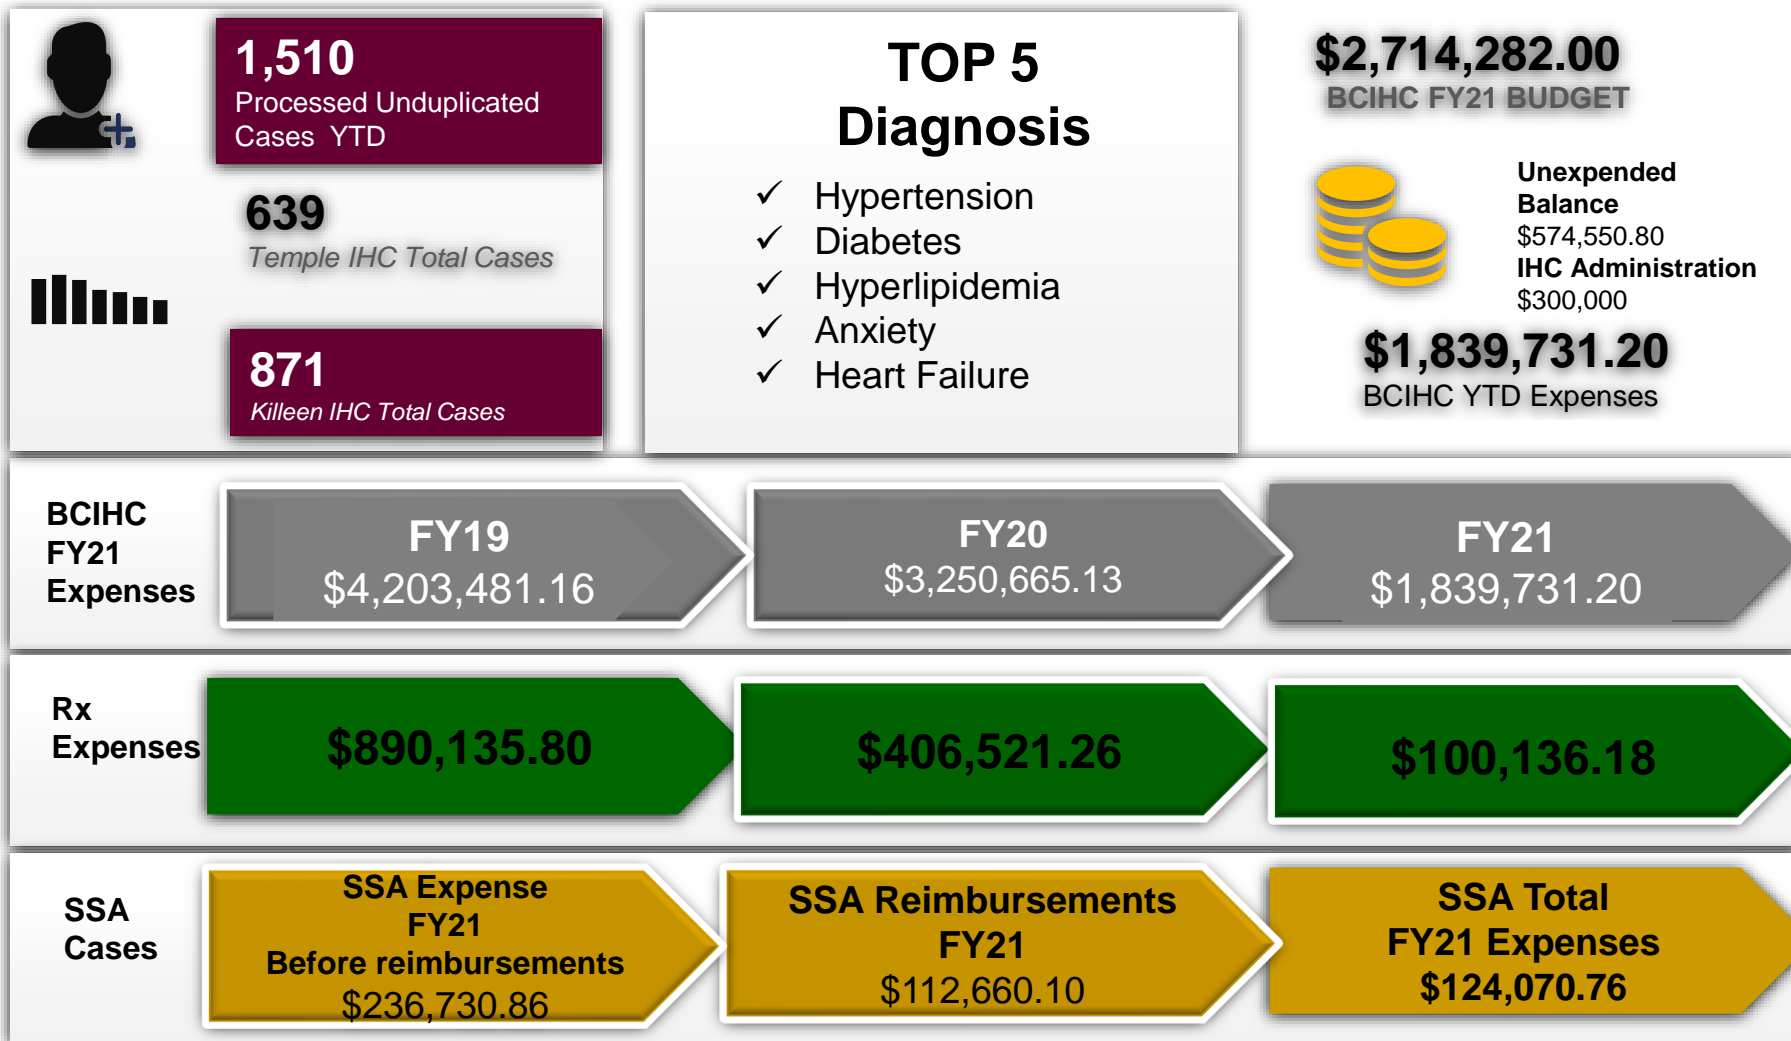 1,510
Processed Unduplicated
Cases YTD
639
Temple IHC Total Cases
871
Killeen IHC Total Cases
TOP 5
Diagnosis
✓ Hypertension
✓ Diabetes
✓ Hyperlipidemia
✓ Anxiety
✓ Heart Failure
$2,714,282.00
BCIHC FY21 BUDGET
Unexpended
Balance
$574,550.80
IHC Administration
$300,000
$1,839,731.20
BCIHC YTD Expenses
BCIHC
FY21
Expenses
FY19
$4,203,481.16
FY20
$3,250,665.13
FY21
$1,839,731.20
Rx
Expenses
$890,135.80
$406,521.26
$100,136.18
SSA
Cases
SSA Expense
FY21
Before reimbursements
$236,730.86
SSA Reimbursements
FY21
$112,660.10
SSA Total
FY21 Expenses
$124,070.76